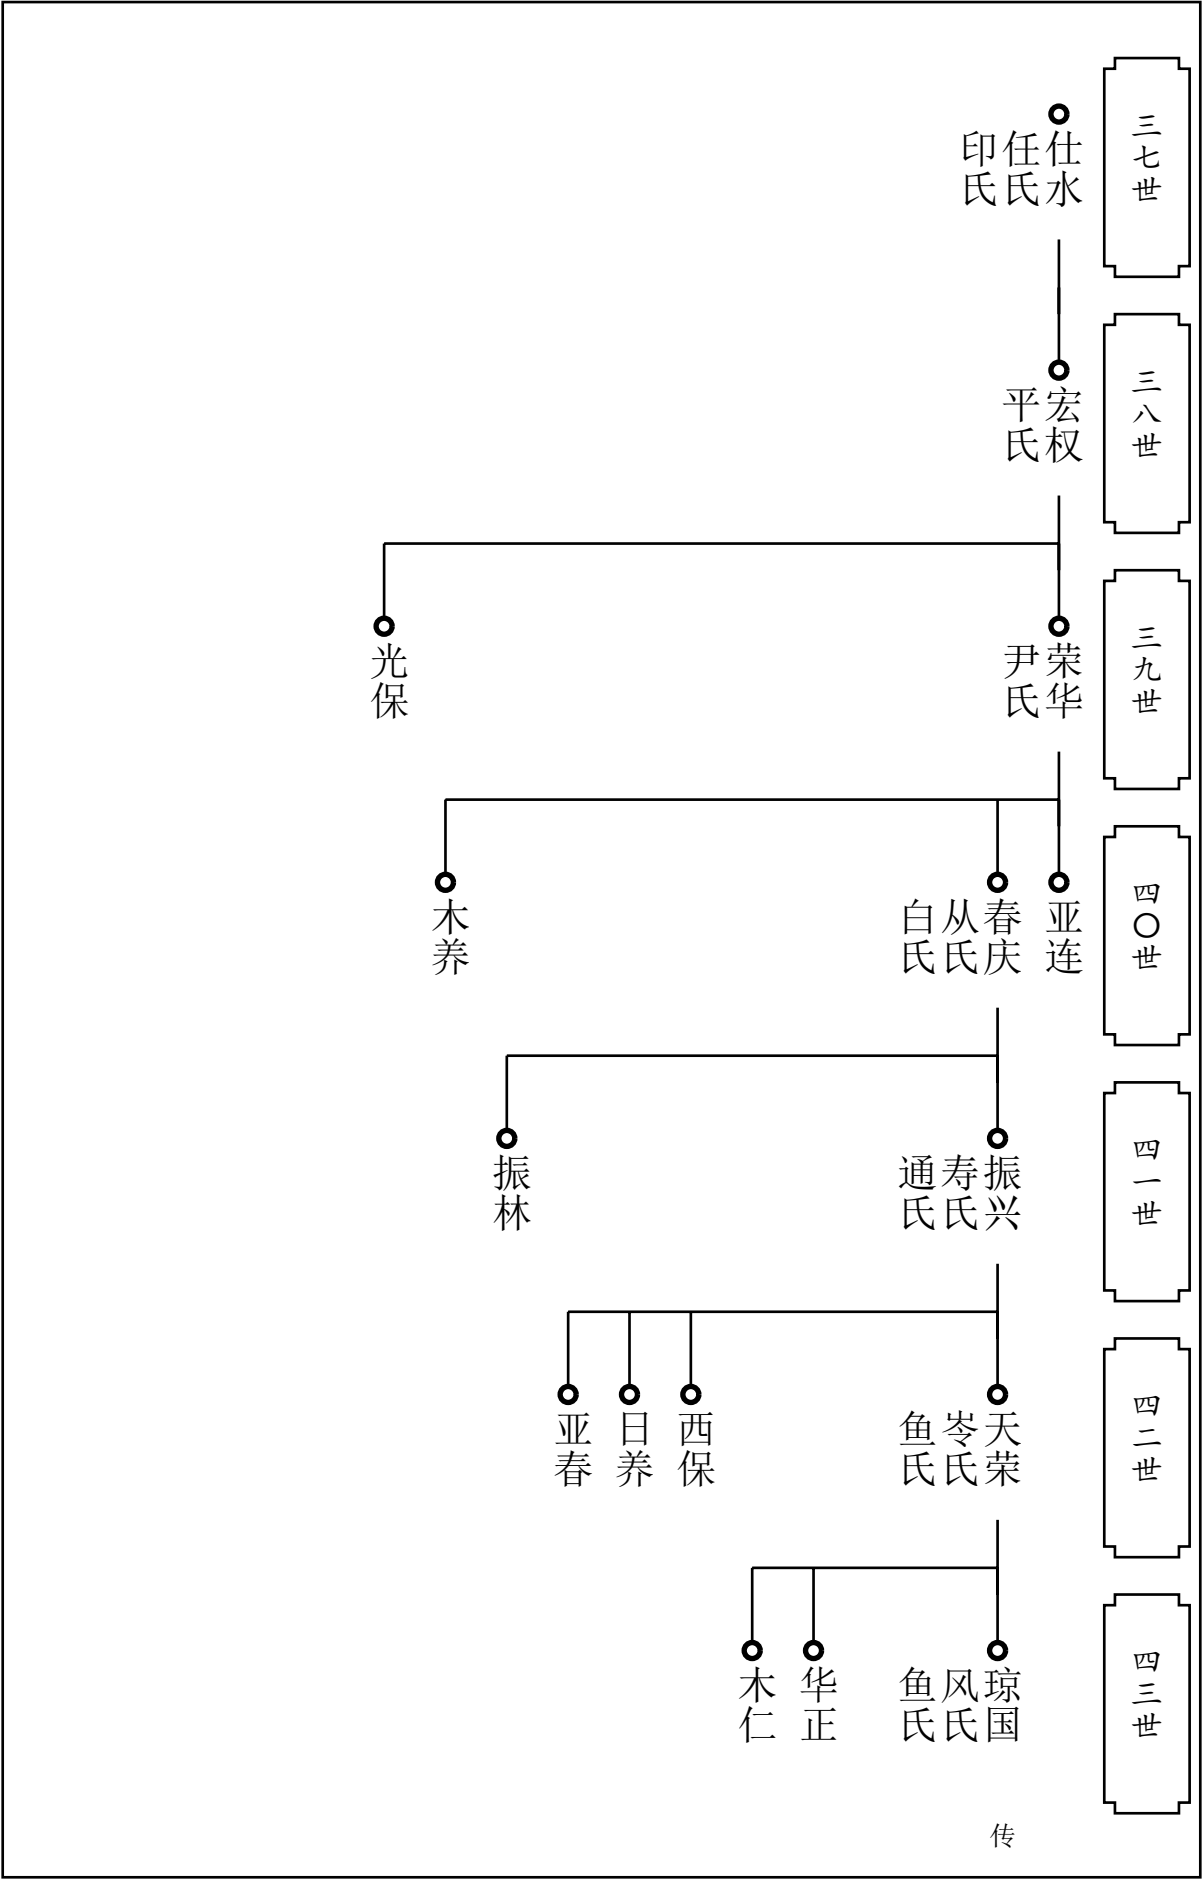 三七世
仕水
任氏
印氏
三八世
宏权
平氏
三九世
荣华
尹氏
光保
四〇世
亚连
春庆
从氏
白氏
木养
四一世
振兴
寿氏
通氏
振林
四二世
天荣
岑氏
鱼氏
西保
日养
亚春
四三世
琼国
风氏
鱼氏
华正
木仁
传